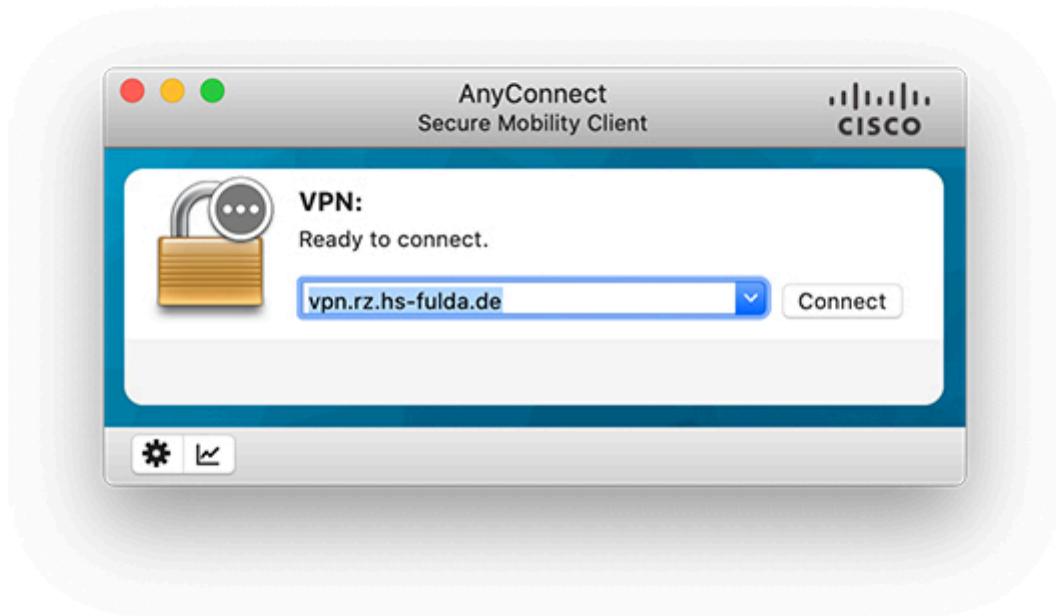 AnyConnect
Secure Mobility Client
CISCO
VPN:
Ready to connect.
vpn.rz.hs-fulda.de
Connect